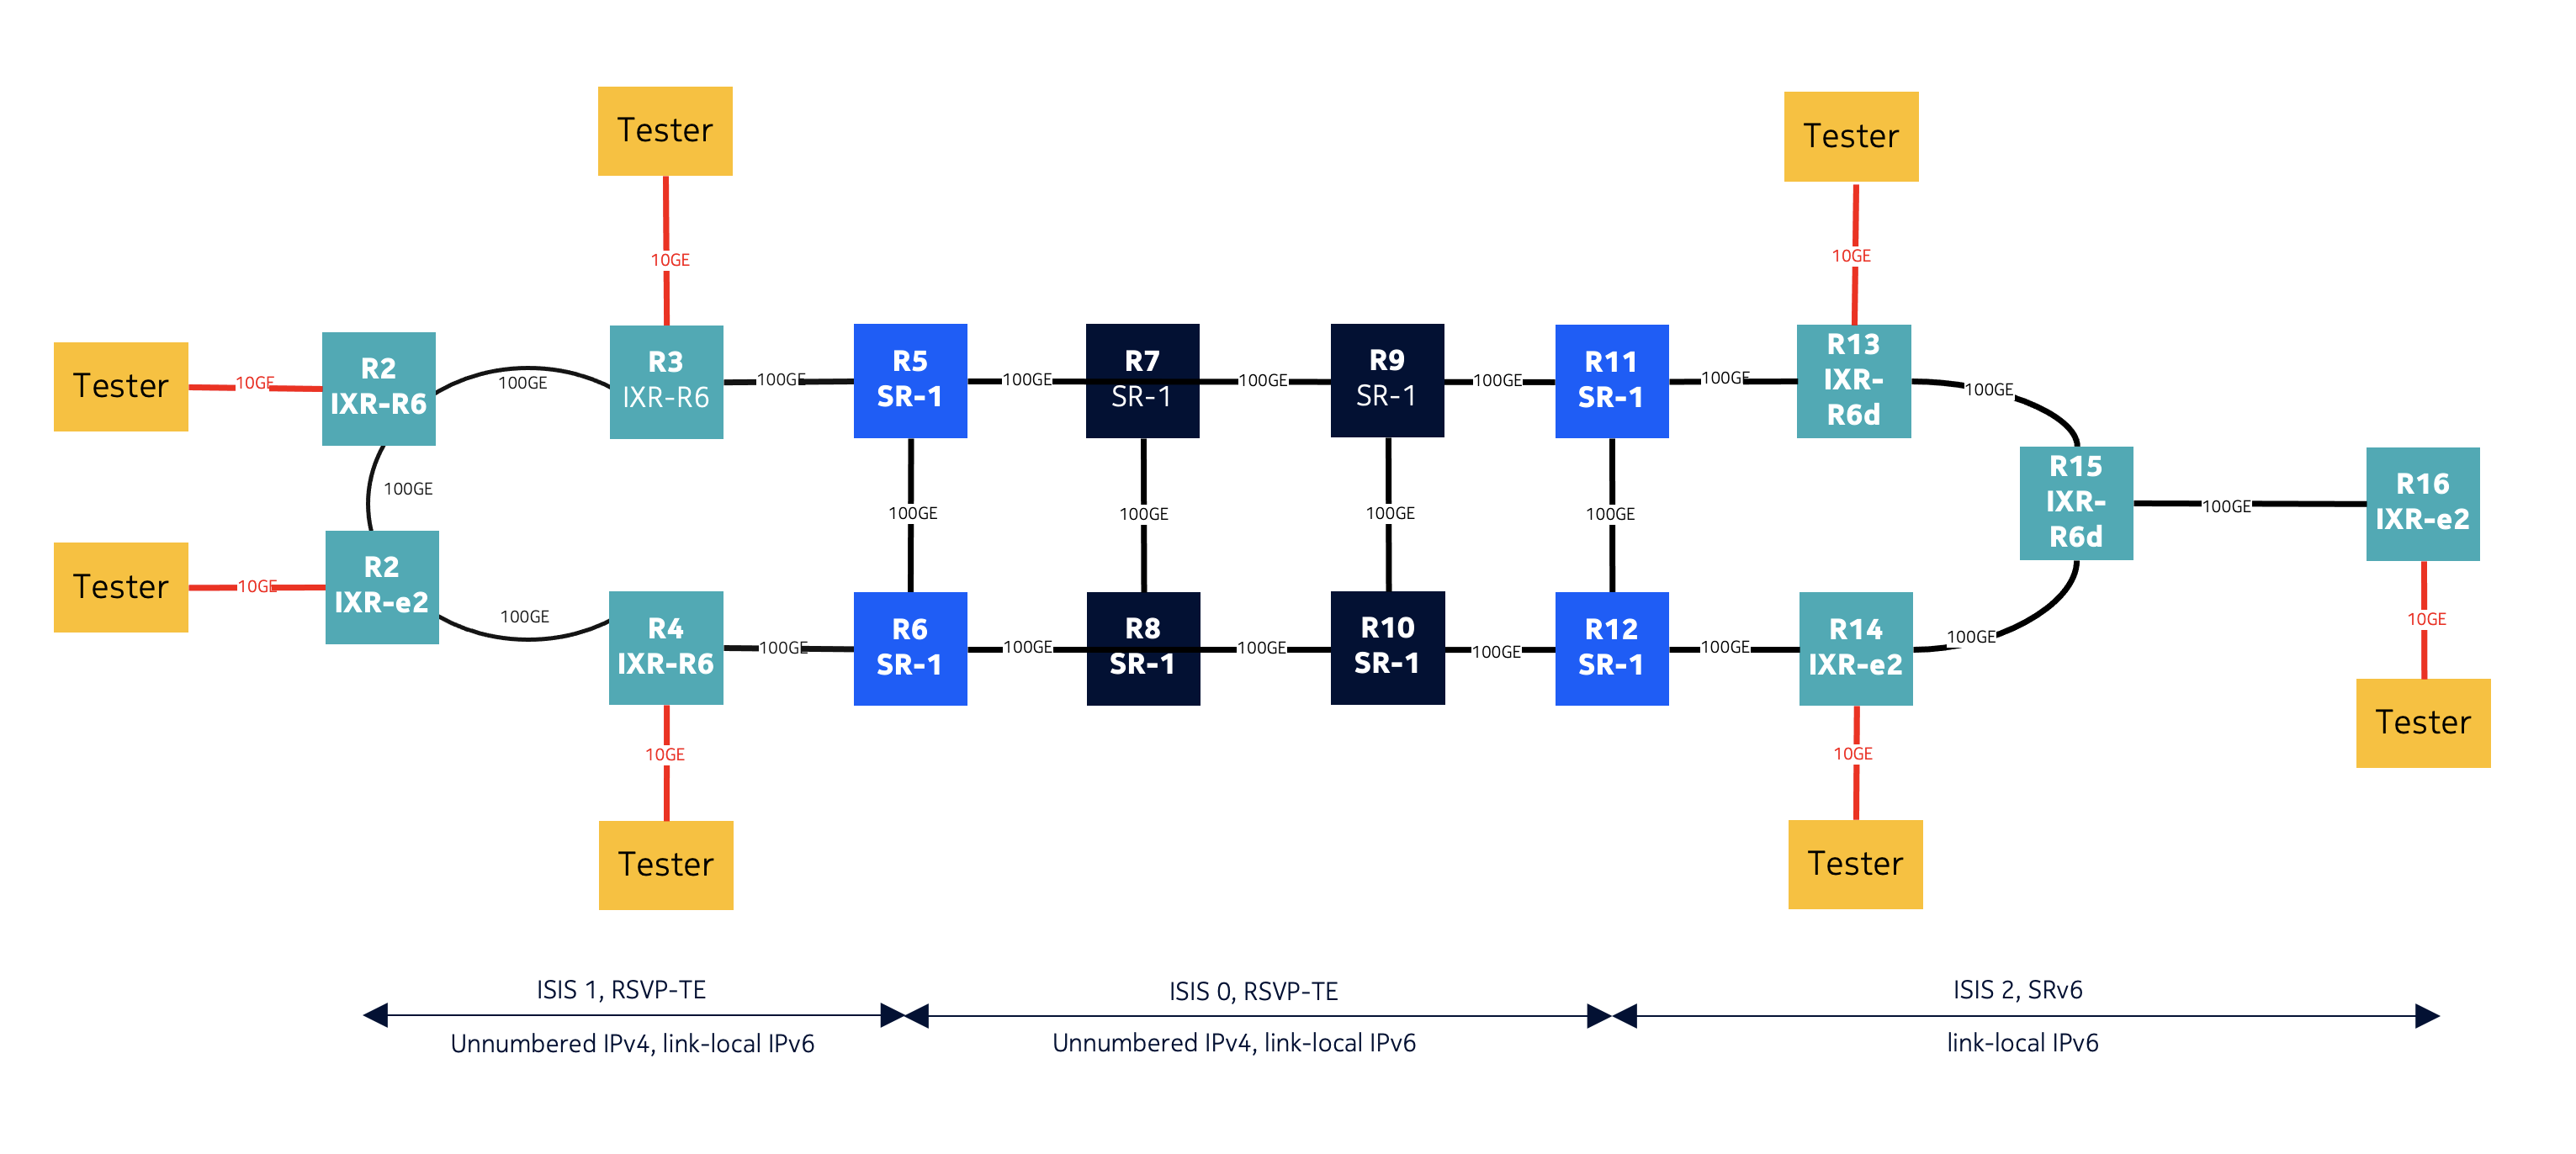 Tester
Tester
10GE
10GE
Tester
10GE
R2
IXR-R6
100GE
R3
IXR-R6
100GE
R5
SR-1
100GE
R7
SR-1
100GE
R9
SR-1
100GE
R11
SR-1
100GE
R13
IXR-
R6d
100GE
100GE
100GE
100GE
100GE
100GE
R15
IXR-
R6d
100GE
R16
IXR-e2
Tester
10GE
R2
IXR-e2
100GE
R4
IXR-R6
100GE
R6
SR-1
100GE
R8
SR-1
100GE
R10
SR-1
100GE
R12
SR-1
100GE
R14
IXR-e2
100GE
10GE
10GE
10GE
Tester
Tester
Tester
ISIS 1, RSVP-TE
ISIS 0, RSVP-TE
ISIS 2, SRv6
Unnumbered IPv4, link-local IPv6
Unnumbered IPv4, link-local IPv6
link-local IPv6